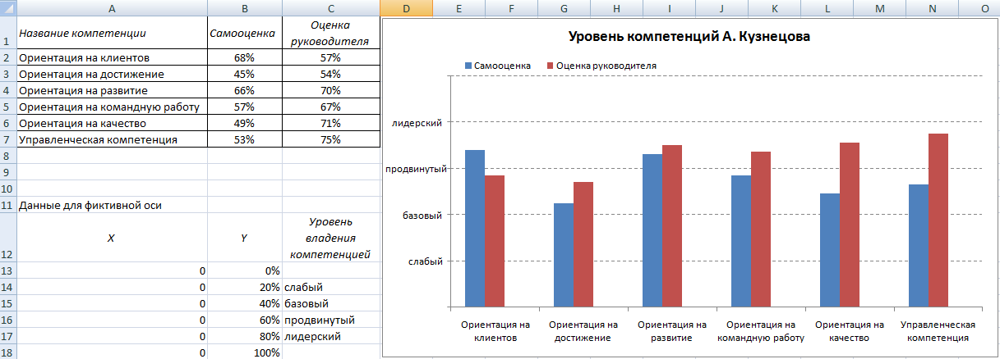 A B C D E F G H I J K L M N O
1 Название компетенции Самооценка Оценка руководителя
2 Ориентация на клиентов 68% 57%
3 Ориентация на достижение 45% 54%
4 Ориентация на развитие 66% 70%
5 Ориентация на командную работу 57% 67%
6 Ориентация на качество 49% 71%
7 Управленческая компетенция 53% 75%
8
9
10
11 Данные для фиктивной оси
12 X Y Уровень владения компетенцией
13 0 0%
14 0 20% слабый
15 0 40% базовый
16 0 60% продвинутый
17 0 80% лидерский
18 0 100%
Уровень компетенций А. Кузнецова
Самооценка Оценка руководителя
лидерский
продвинутый
базовый
слабый
Ориентация на клиентов
Ориентация на достижение
Ориентация на развитие
Ориентация на командную работу
Ориентация на качество
Управленческая компетенция